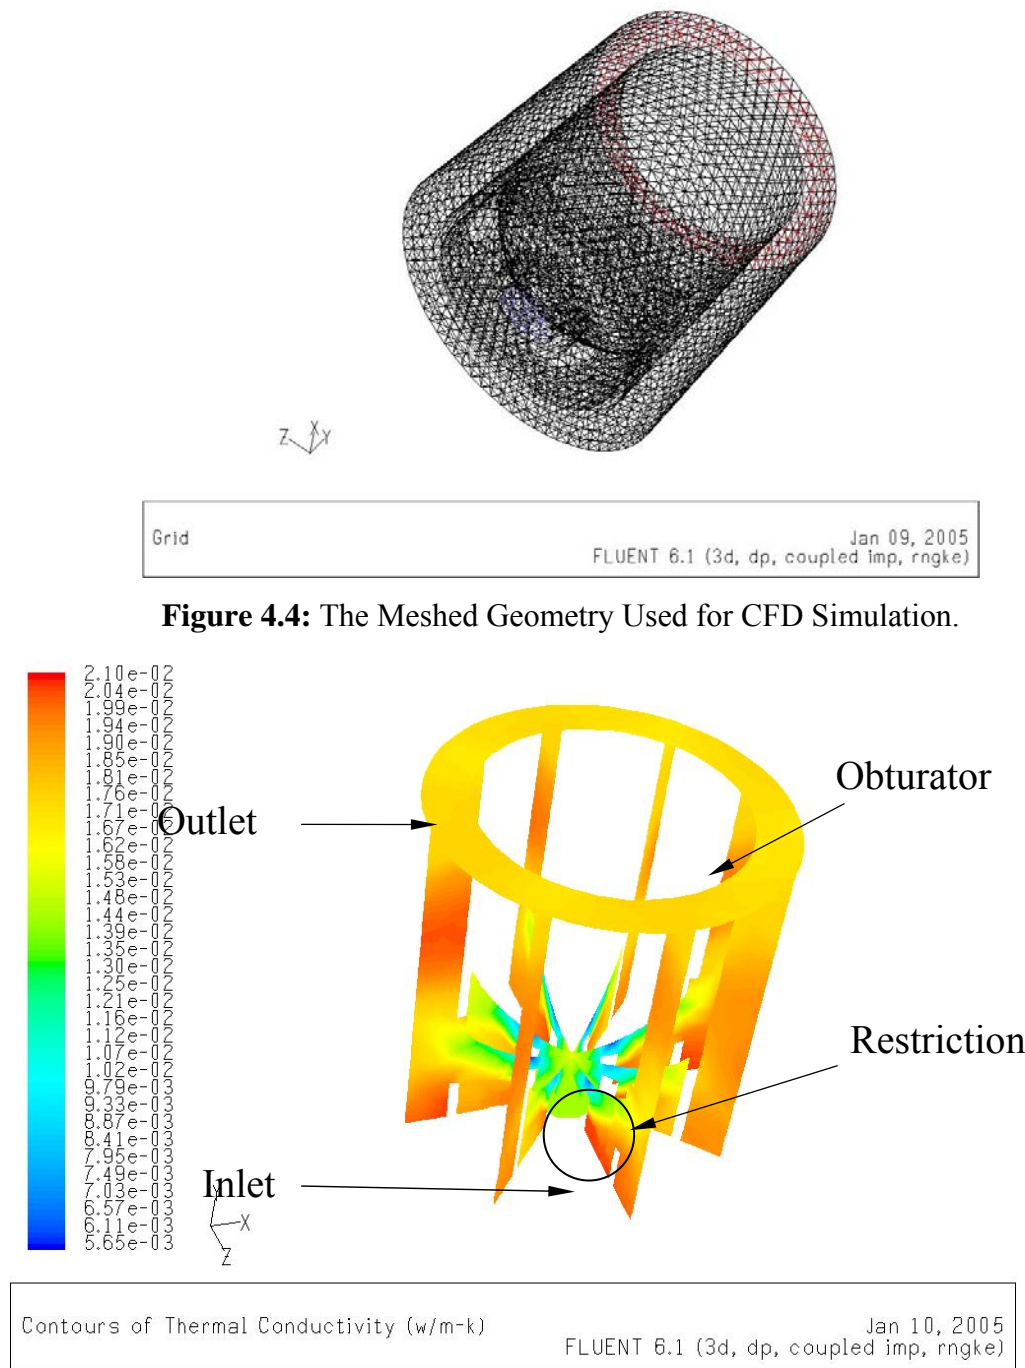 Z X Y
Grid
Jan 09, 2005
FLUENT 6.1 (3d, dp, coupled imp, rngke)
Figure 4.4: The Meshed Geometry Used for CFD Simulation.
2.10e-02
2.04e-02
1.99e-02
1.94e-02
1.90e-02
1.85e-02
1.81e-02
1.76e-02
1.71e-02
1.67e-02
1.62e-02
1.58e-02
1.53e-02
1.48e-02
1.44e-02
1.39e-02
1.35e-02
1.30e-02
1.25e-02
1.21e-02
1.16e-02
1.12e-02
1.07e-02
1.02e-02
9.79e-03
9.33e-03
8.87e-03
8.41e-03
7.95e-03
7.49e-03
7.03e-03
6.57e-03
6.11e-03
5.65e-03
Obturator
Outlet
Restriction
Inlet
Y
X
Z
Contours of Thermal Conductivity (w/m-k)
Jan 10, 2005
FLUENT 6.1 (3d, dp, coupled imp, rngke)